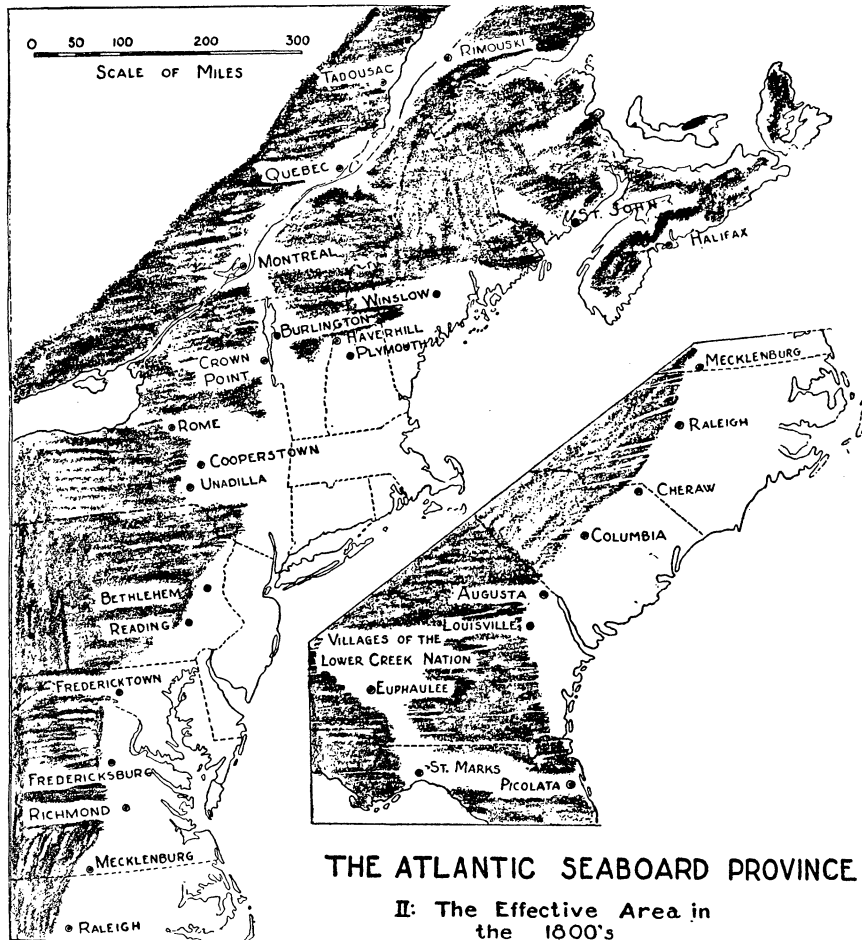 0 50 100 200 300
SCALE OF MILES
RIMOUSKI
TADOUSAC
QUEBEC
ST. JOHN
HALIFAX
MONTREAL
WINSLOW
BURLINGTON
HAVERHILL
PLYMOUTH
CROWN
POINT
MECKLENBURG
ROME
RALEIGH
COOPERSTOWN
UNADILLA
CHERAW
COLUMBIA
BETHLEHEM
AUGUSTA
READING
LOUISVILLE
VILLAGES OF THE
LOWER CREEK NATION
EUPHAULEE
FREDERICKTOWN
FREDERICKSBURG
ST. MARKS
PICOLATA
RICHMOND
MECKLENBURG
RALEIGH
THE ATLANTIC SEABOARD PROVINCE
II: The Effective Area in
the 1800's